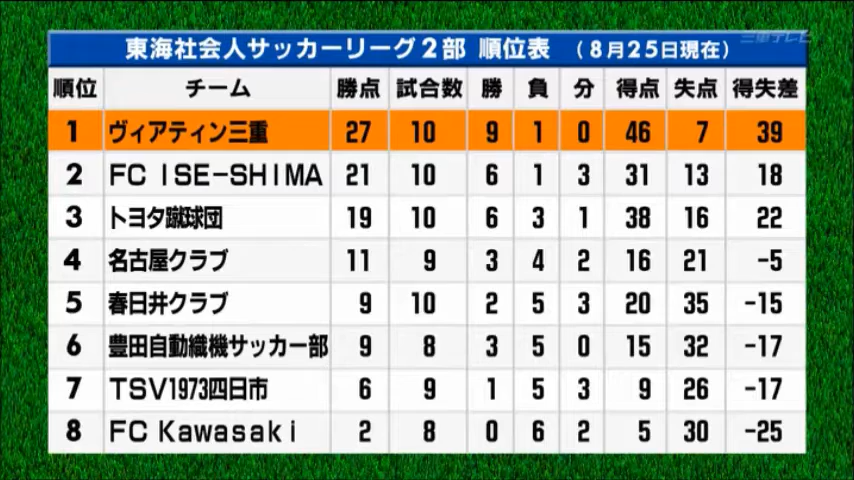 三重テレビ
東海社会人サッカーリーグ2部 順位表 (8月25日現在)
順位 チーム 勝点 試合数 勝 負 分 得点 失点 得失差
1 ヴィアティン三重 27 10 9 1 0 46 7 39
2 FC ISE-SHIMA 21 10 6 1 3 31 13 18
3 トヨタ蹴球団 19 10 6 3 1 38 16 22
4 名古屋クラブ 11 9 3 4 2 16 21 -5
5 春日井クラブ 9 10 2 5 3 20 35 -15
6 豊田自動織機サッカー部 9 8 3 5 0 15 32 -17
7 TSV1973四日市 6 9 1 5 3 9 26 -17
8 FC Kawasaki 2 8 0 6 2 5 30 -25